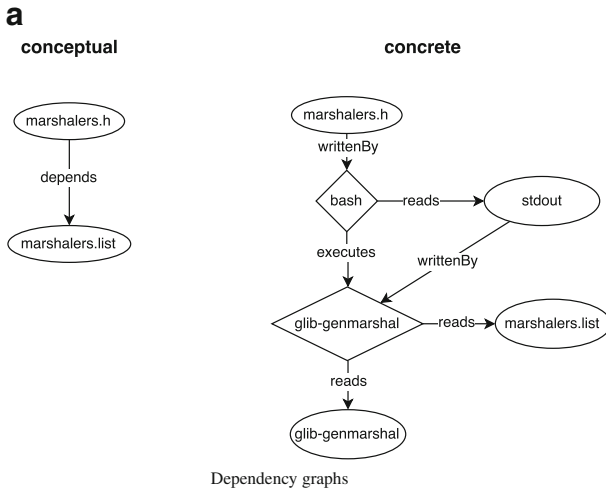 a
conceptual
concrete
marshalers.h
depends
marshalers.list
marshalers.h
writtenBy
bash
reads
stdout
executes
writtenBy
glib-genmarshal
reads
marshalers.list
reads
glib-genmarshal
Dependency graphs